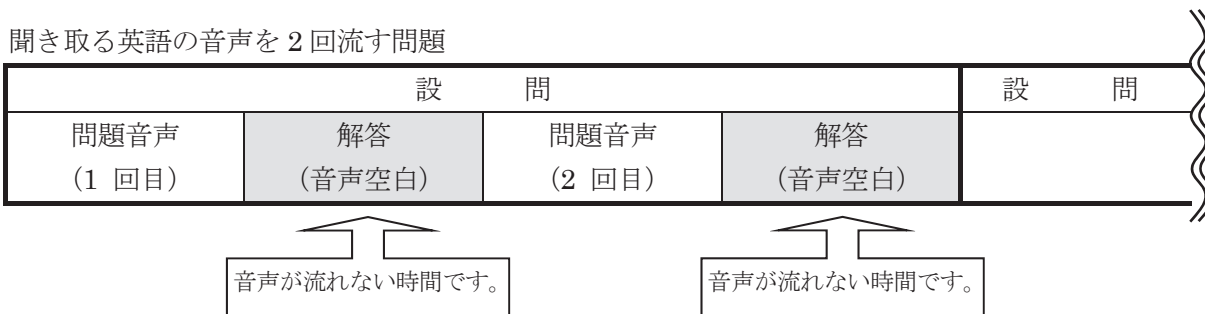 聞き取る英語の音声を 2 回流す問題
設 問 設 問
問題音声 解答 問題音声 解答
(1 回目) (音声空白) (2 回目) (音声空白)
音声が流れない時間です。 音声が流れない時間です。